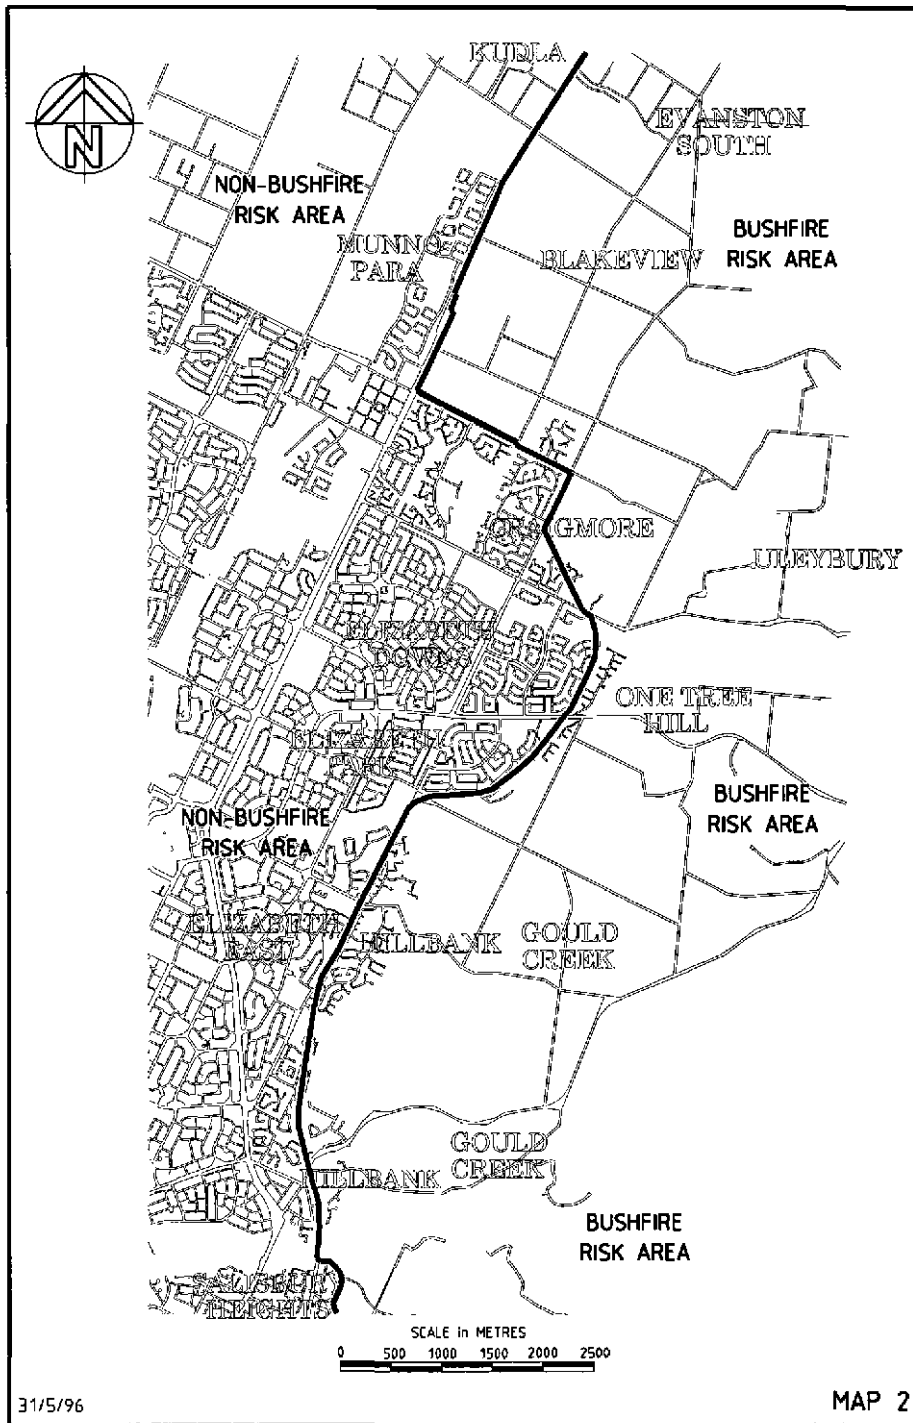 KUDLA
N
EVANSTON
SOUTH
NON-BUSHFIRE
RISK AREA
BUSHFIRE
RISK AREA
MUNNO
PARA
BLAKEVIEW
CRAIGMORE
ULEYBURY
ELIZABETH
DOWNS
ONE TREE
HILL
ELIZABETH
PARK
BUSHFIRE
RISK AREA
NON-BUSHFIRE
RISK AREA
ELIZABETH
EAST
HILLBANK
GOULD
CREEK
GOULD
CREEK
HILLBANK
BUSHFIRE
RISK AREA
SALISBURY
HEIGHTS
SCALE in METRES
0 500 1000 1500 2000 2500
31/5/96
MAP 2